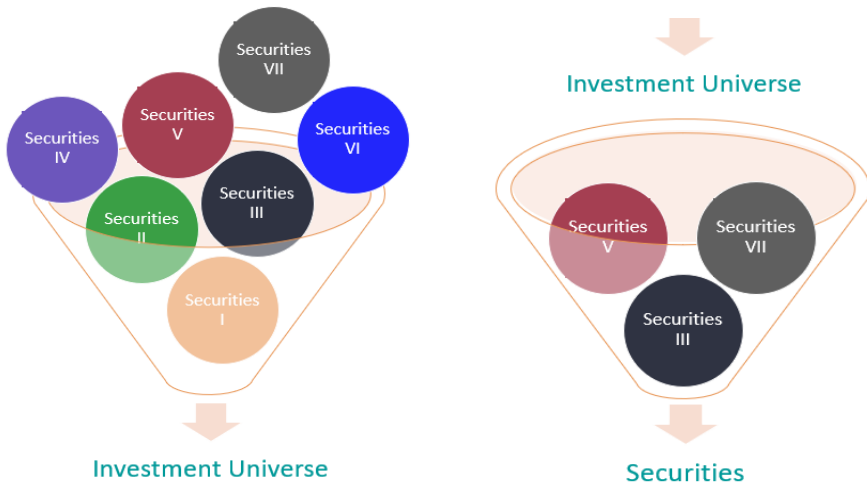 Securities
VII
Securities
V
Securities
IV
Securities
VI
Securities
III
Securities
II
Securities
I
Investment Universe
Investment Universe
Securities
V
Securities
VII
Securities
III
Securities